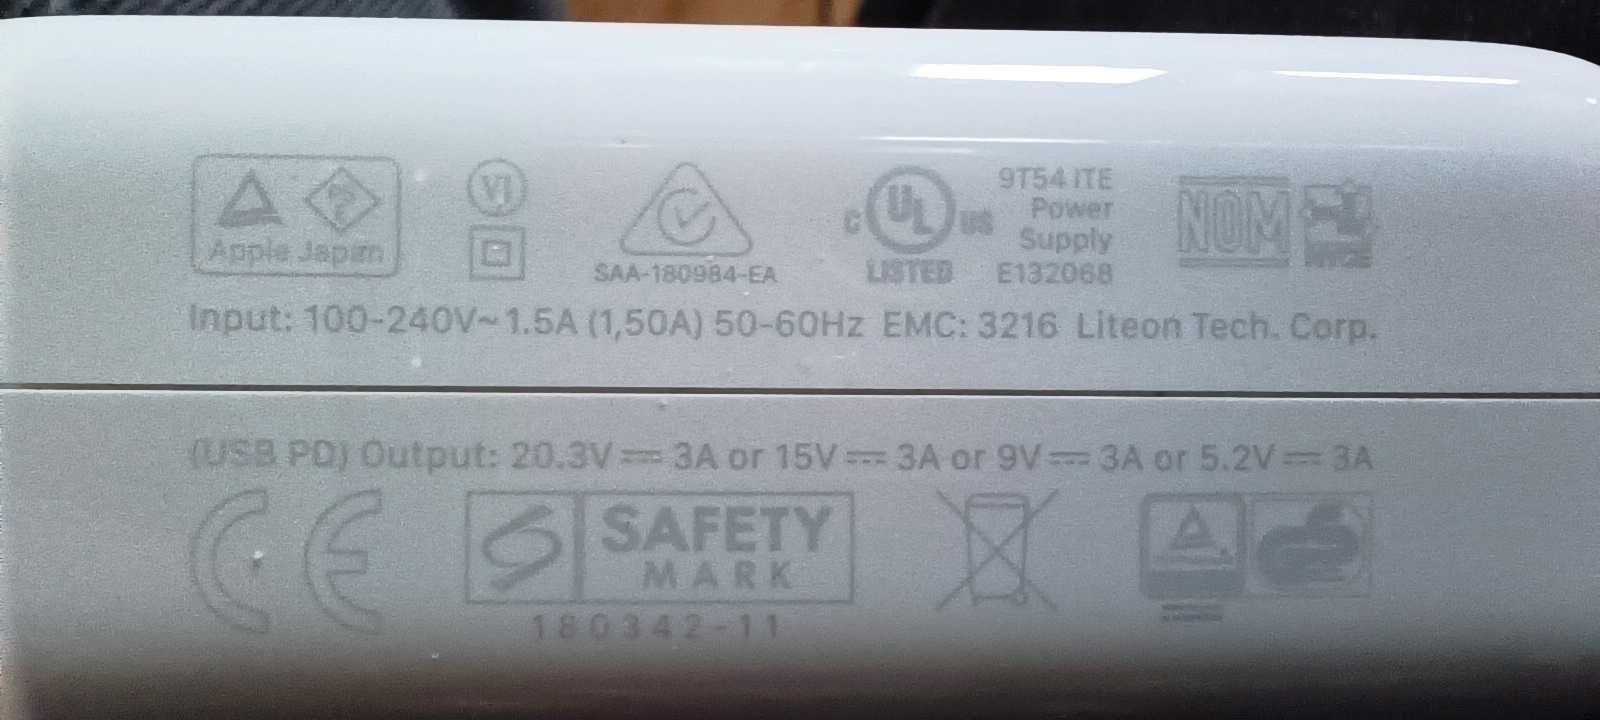 Apple Japan
VI
SAA-180984-EA
C UL US
LISTED
9T54 ITE
Power
Supply
E132068
NOM
NYCE
Input: 100-240V~1.5A (1,50A) 50-60Hz EMC: 3216 Liteon Tech. Corp.
(USB PD) Output: 20.3V⎓3A or 15V⎓3A or 9V⎓3A or 5.2V⎓3A
CE
SAFETY
MARK
180342-11